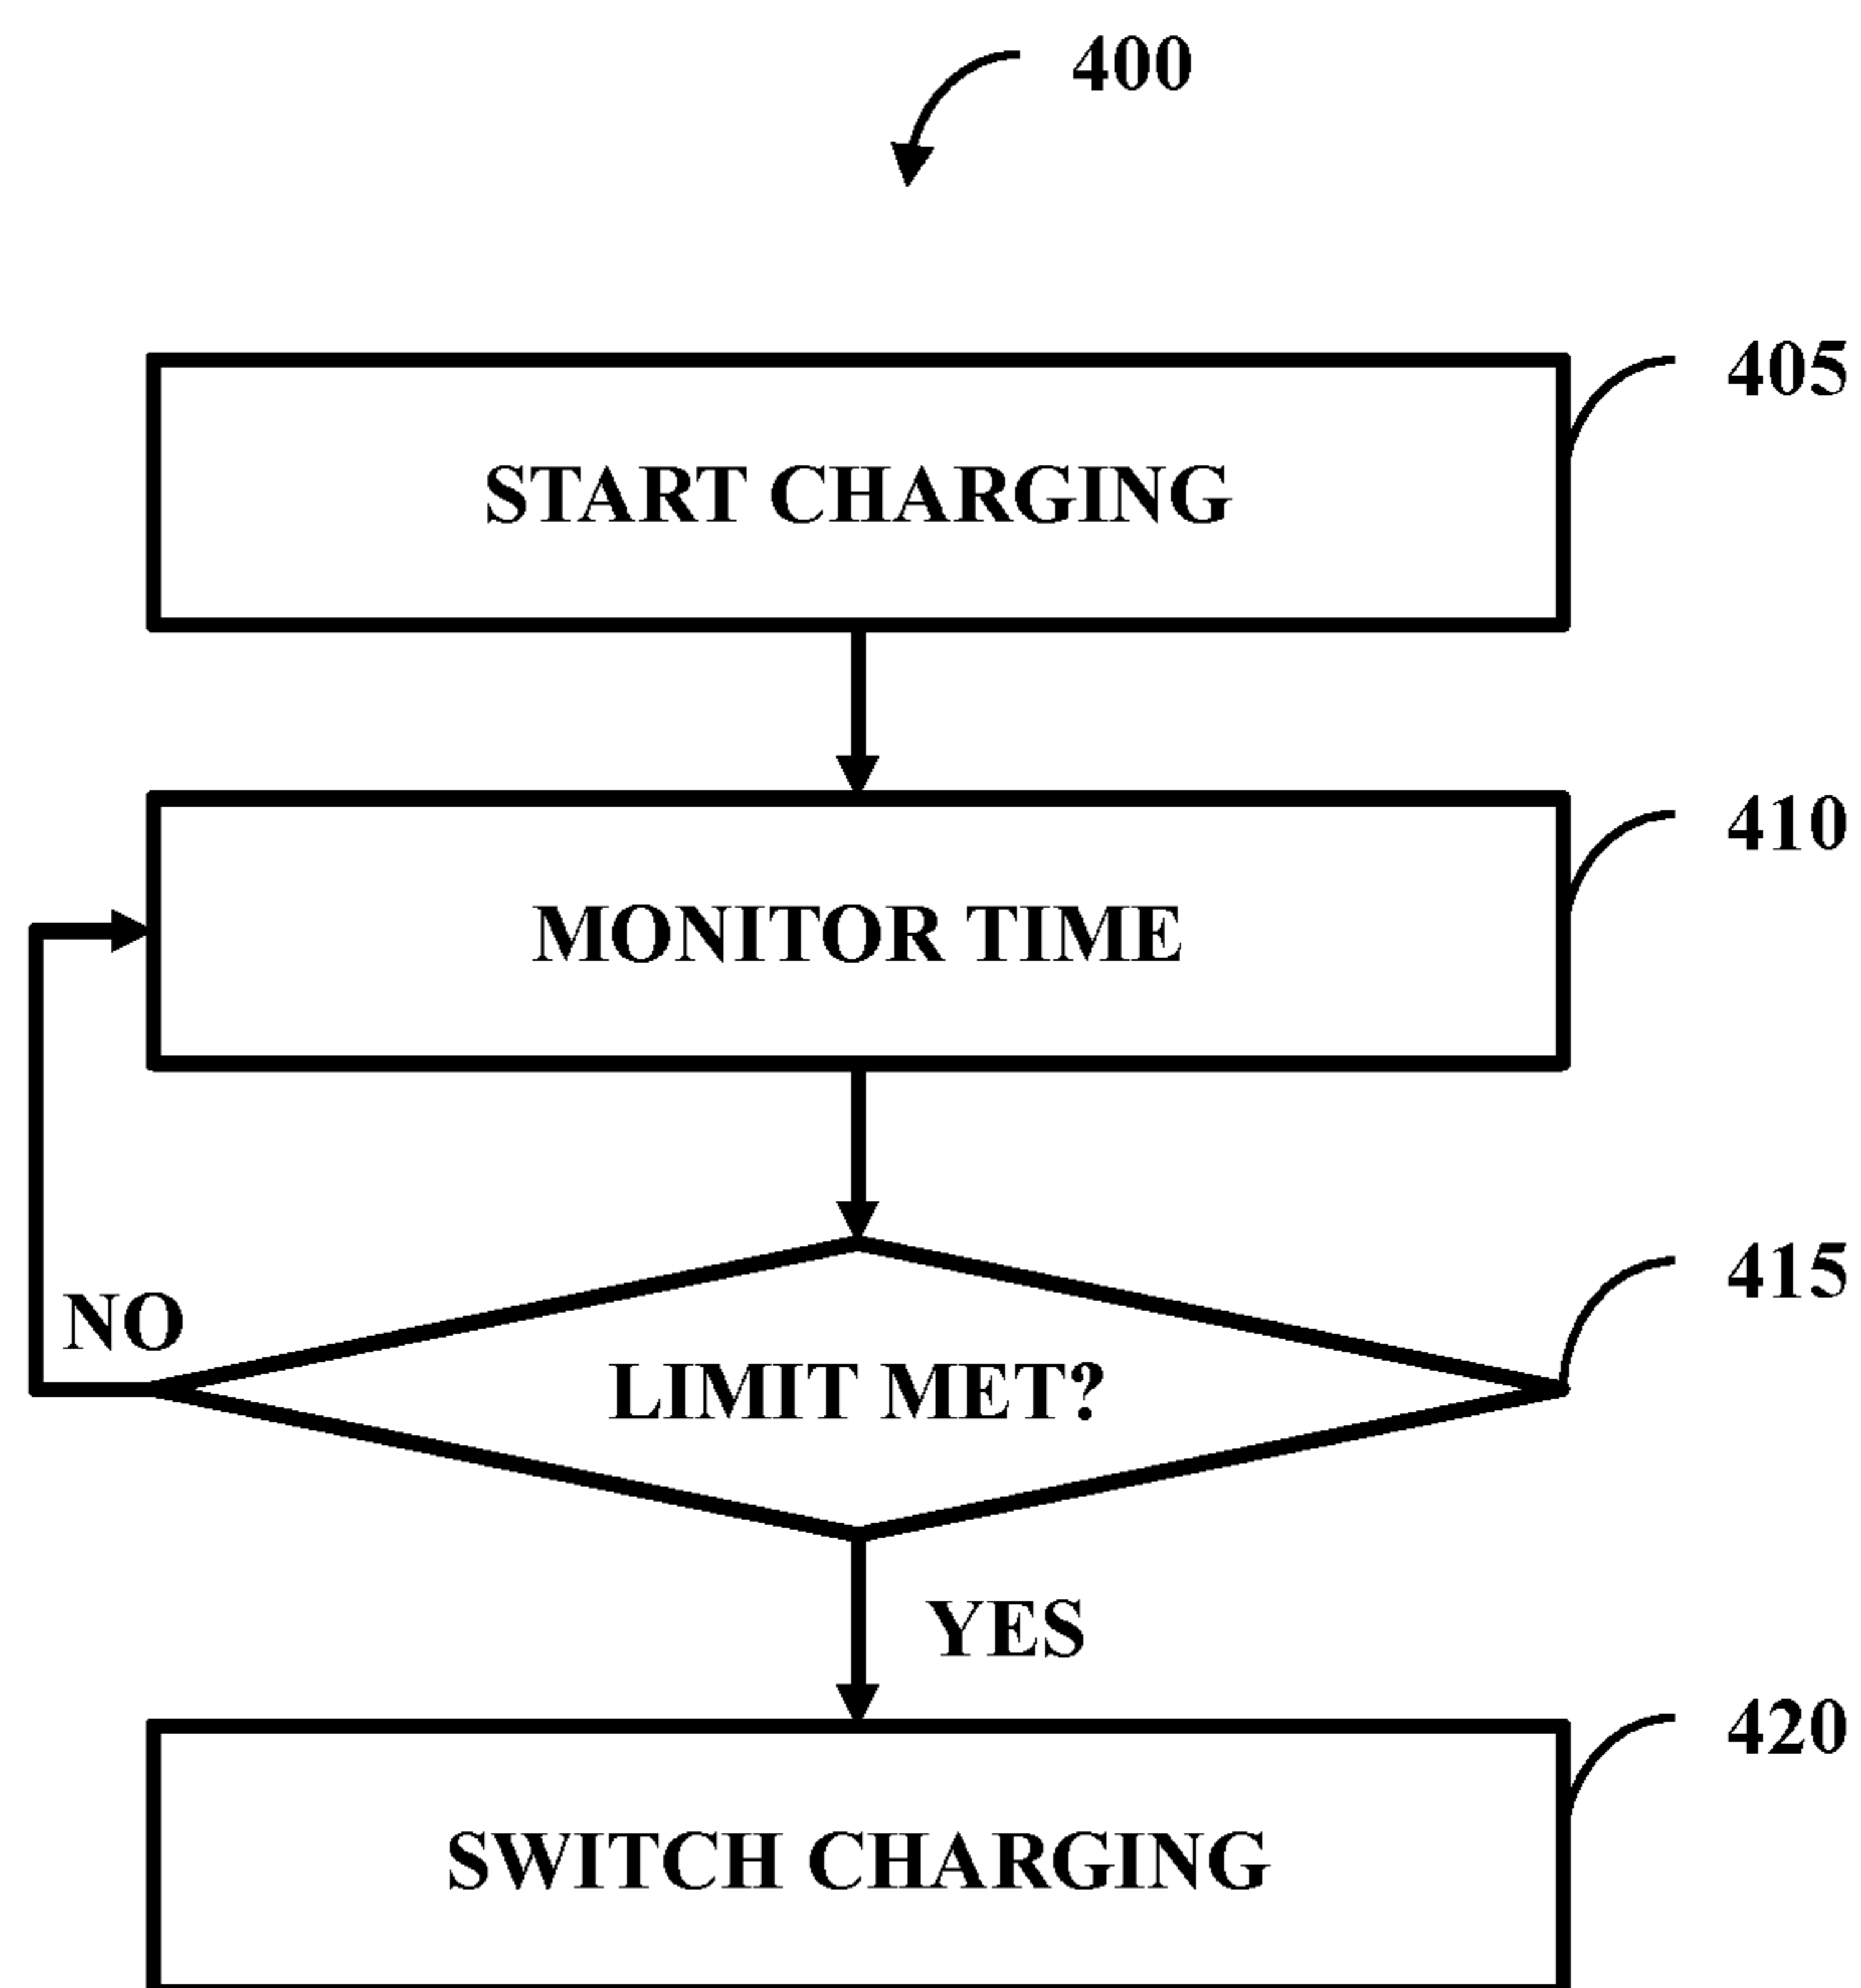 400
405
START CHARGING
410
MONITOR TIME
415
NO
LIMIT MET?
YES
420
SWITCH CHARGING